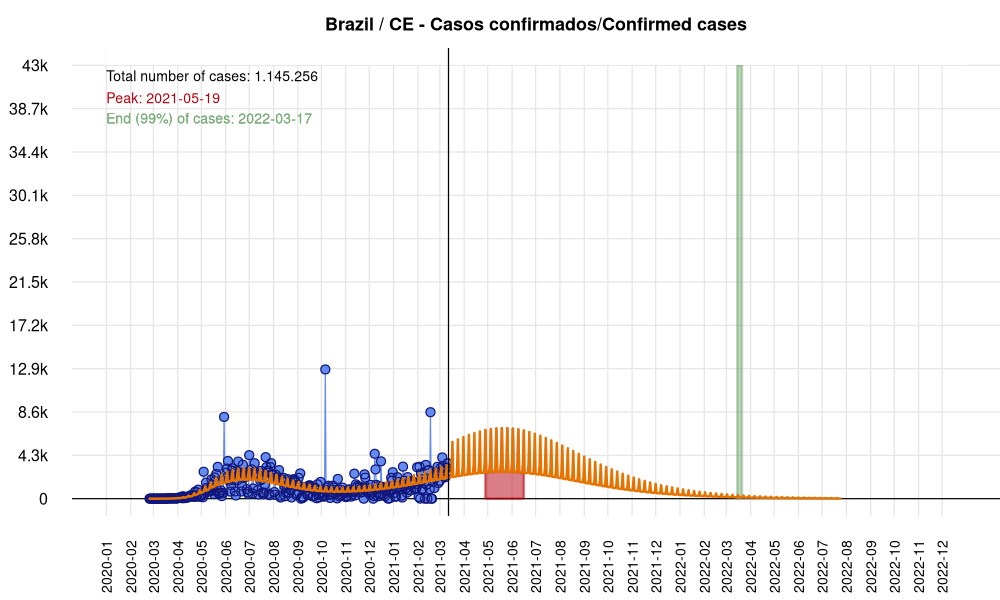 Brazil / CE - Casos confirmados/Confirmed cases
Total number of cases: 1.145.256
Peak: 2021-05-19
End (99%) of cases: 2022-03-17
43k
38.7k
34.4k
30.1k
25.8k
21.5k
17.2k
12.9k
8.6k
4.3k
0
2020-01
2020-02
2020-03
2020-04
2020-05
2020-06
2020-07
2020-08
2020-09
2020-10
2020-11
2020-12
2021-01
2021-02
2021-03
2021-04
2021-05
2021-06
2021-07
2021-08
2021-09
2021-10
2021-11
2021-12
2022-01
2022-02
2022-03
2022-04
2022-05
2022-06
2022-07
2022-08
2022-09
2022-10
2022-11
2022-12